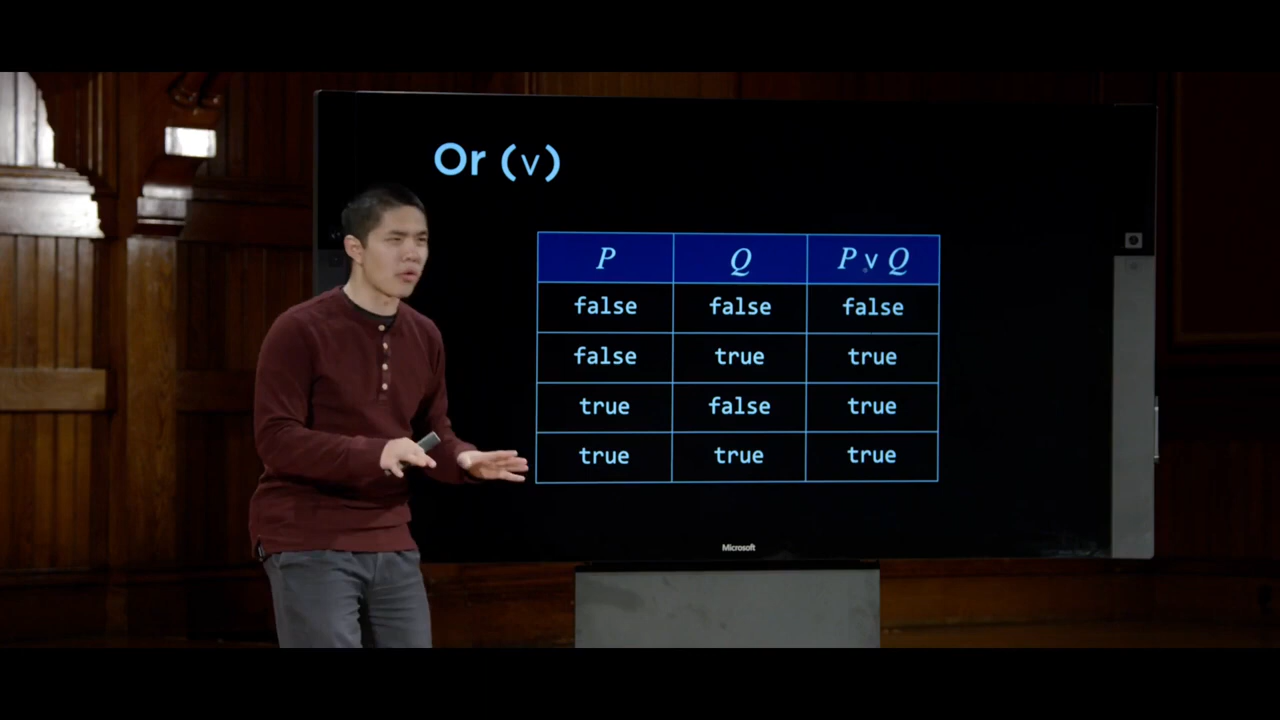 Or (∨)
P Q P ∨ Q
false false false
false true true
true false true
true true true
Microsoft